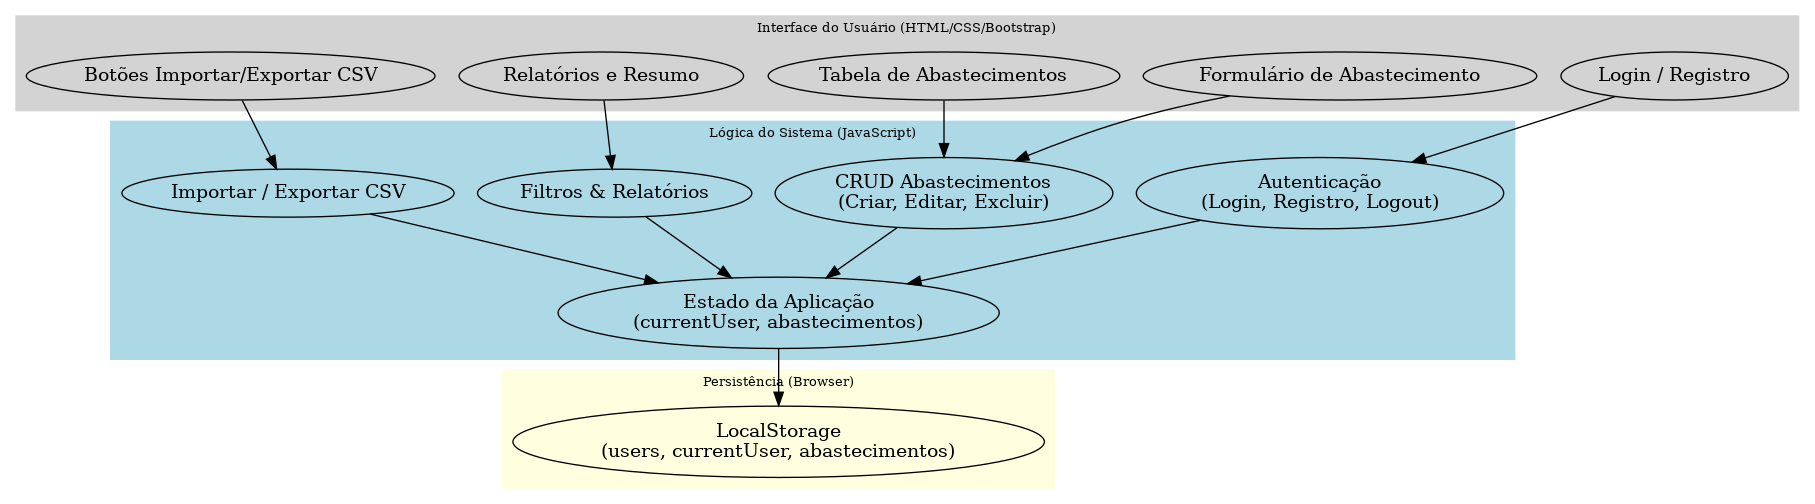 Interface do Usuário (HTML/CSS/Bootstrap)
Botões Importar/Exportar CSV
Relatórios e Resumo
Tabela de Abastecimentos
Formulário de Abastecimento
Login / Registro
Lógica do Sistema (JavaScript)
Importar / Exportar CSV
Filtros & Relatórios
CRUD Abastecimentos
(Criar, Editar, Excluir)
Autenticação
(Login, Registro, Logout)
Estado da Aplicação
(currentUser, abastecimentos)
Persistência (Browser)
LocalStorage
(users, currentUser, abastecimentos)